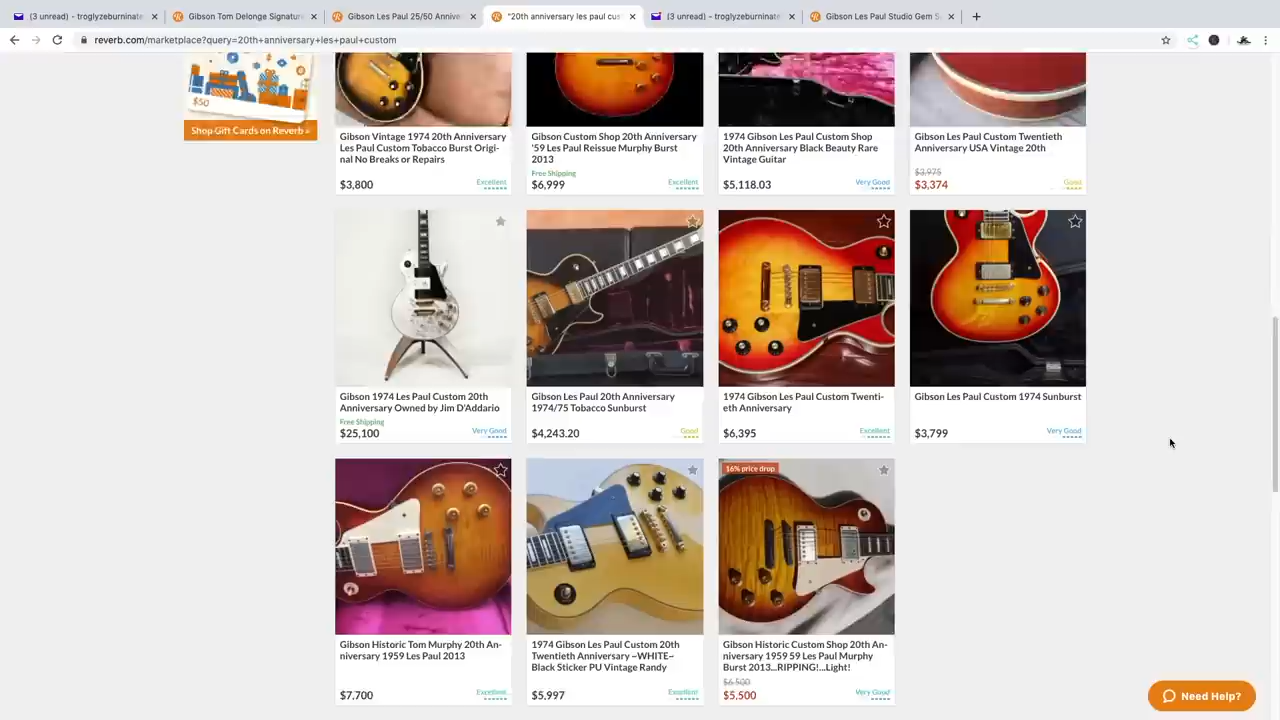 (3 unread) - troglyzeburninate
Gibson Tom Delonge Signature
Gibson Les Paul 25/50 Annive
"20th anniversary les paul cus
(3 unread) - troglyzeburninate
Gibson Les Paul Studio Gem S
reverb.com/marketplace?query=20th+anniversary+les+paul+custom
$50
Shop Gift Cards on Reverb »
Gibson Vintage 1974 20th Anniversary
Les Paul Custom Tobacco Burst Origi-
nal No Breaks or Repairs
$3,800
Excellent
Gibson Custom Shop 20th Anniversary
'59 Les Paul Reissue Murphy Burst
2013
Free Shipping
$6,999
Excellent
1974 Gibson Les Paul Custom Shop
20th Anniversary Black Beauty Rare
Vintage Guitar
$5,118.03
Very Good
Gibson Les Paul Custom Twentieth
Anniversary USA Vintage 20th
$3,975
$3,374
Good
Gibson 1974 Les Paul Custom 20th
Anniversary Owned by Jim D'Addario
Free Shipping
$25,100
Very Good
Gibson Les Paul 20th Anniversary
1974/75 Tobacco Sunburst
$4,243.20
Good
1974 Gibson Les Paul Custom Twenti-
eth Anniversary
$6,395
Excellent
Gibson Les Paul Custom 1974 Sunburst
$3,799
Very Good
Gibson Historic Tom Murphy 20th An-
niversary 1959 Les Paul 2013
$7,700
Excellent
1974 Gibson Les Paul Custom 20th
Twentieth Anniversary ~WHITE~
Black Sticker PU Vintage Randy
$5,997
Excellent
16% price drop
Gibson Historic Custom Shop 20th An-
niversary 1959 59 Les Paul Murphy
Burst 2013...RIPPING!...Light!
$6,500
$5,500
Very Good
Need Help?